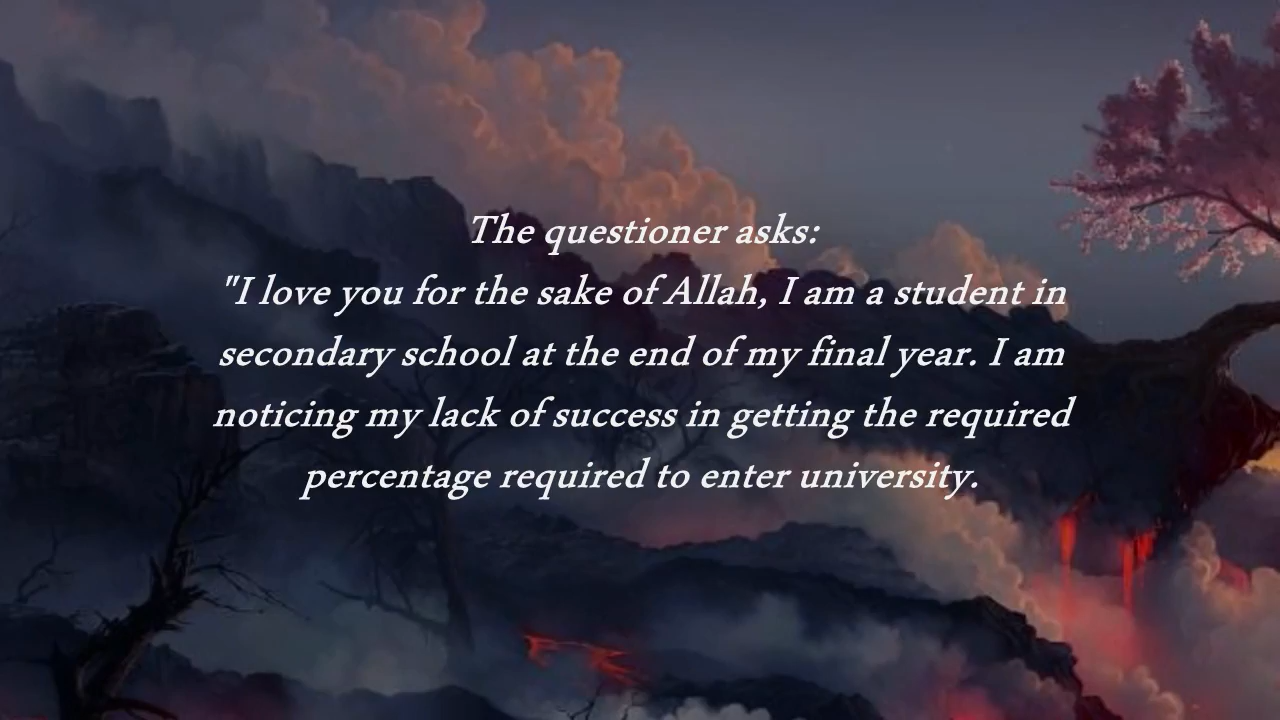 The questioner asks:
"I love you for the sake of Allah, I am a student in
secondary school at the end of my final year. I am
noticing my lack of success in getting the required
percentage required to enter university.